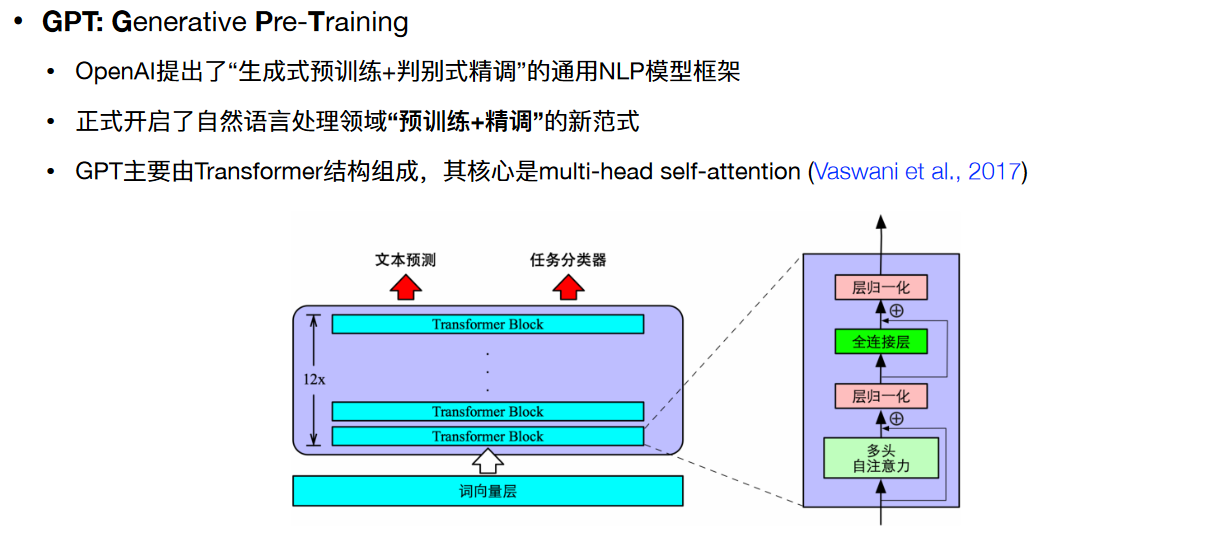 • GPT: Generative Pre-Training
• OpenAI提出了“生成式预训练+判别式精调”的通用NLP模型框架
• 正式开启了自然语言处理领域“预训练+精调”的新范式
• GPT主要由Transformer结构组成，其核心是multi-head self-attention (Vaswani et al., 2017)
文本预测
任务分类器
Transformer Block
12x
Transformer Block
Transformer Block
词向量层
层归一化
⊕
全连接层
层归一化
⊕
多头
自注意力